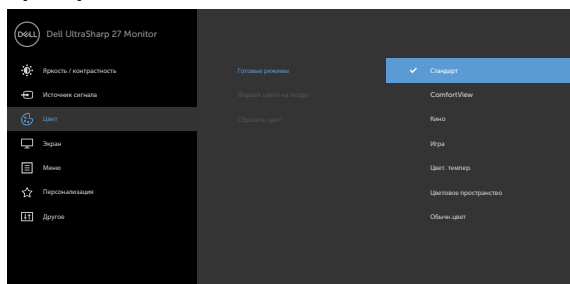 DELL Dell UltraSharp 27 Monitor
Яркость / контрастность
Готовые режимы
Стандарт
Источник сигнала
Формат цвета на входе
ComfortView
Цвет
Сбросить цвет
Кино
Экран
Игра
Меню
Цвет. темпер.
Персонализация
Цветовое пространство
Другое
Обычн.цвет